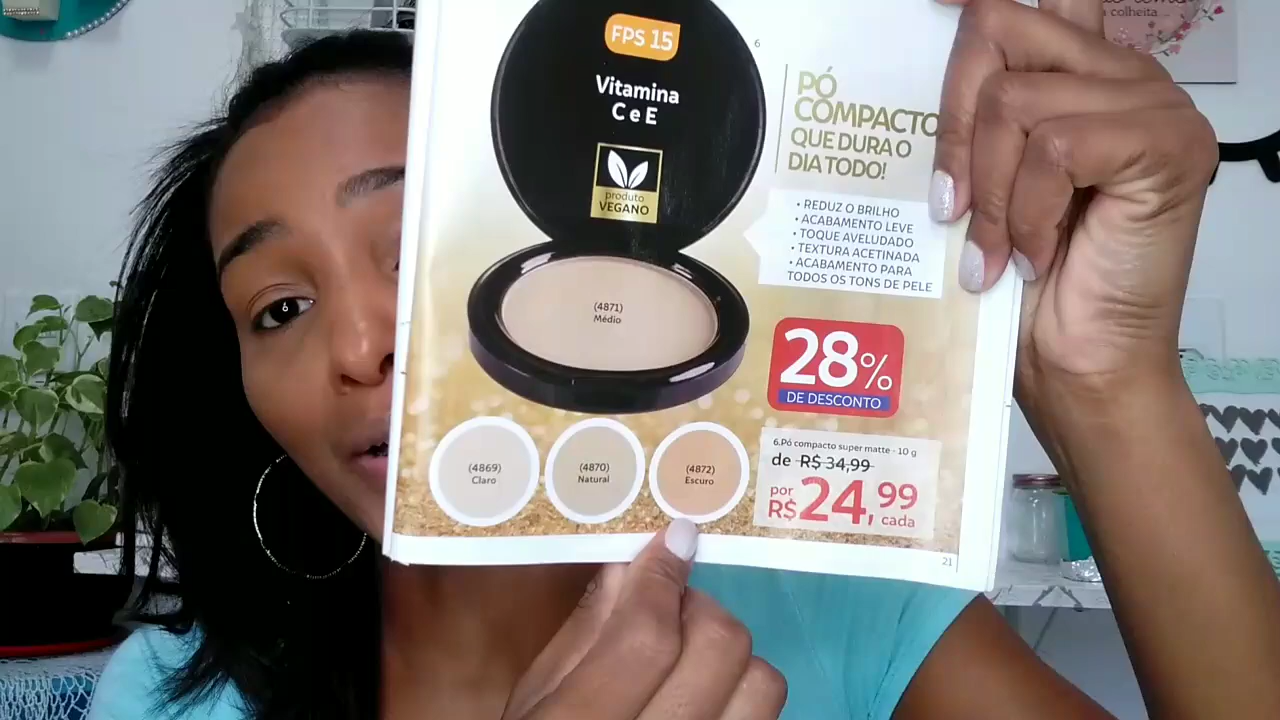 a colheita ...
FPS 15
Vitamina
C e E
produto
VEGANO
6
PÓ
COMPACTO
QUE DURA O
DIA TODO!
• REDUZ O BRILHO
• ACABAMENTO LEVE
• TOQUE AVELUDADO
• TEXTURA ACETINADA
• ACABAMENTO PARA
TODOS OS TONS DE PELE
(4871)
Médio
28%
DE DESCONTO
(4869)
Claro
(4870)
Natural
(4872)
Escuro
6.Pó compacto super matte - 10 g
de R$ 34,99
por
R$ 24,99
cada
21